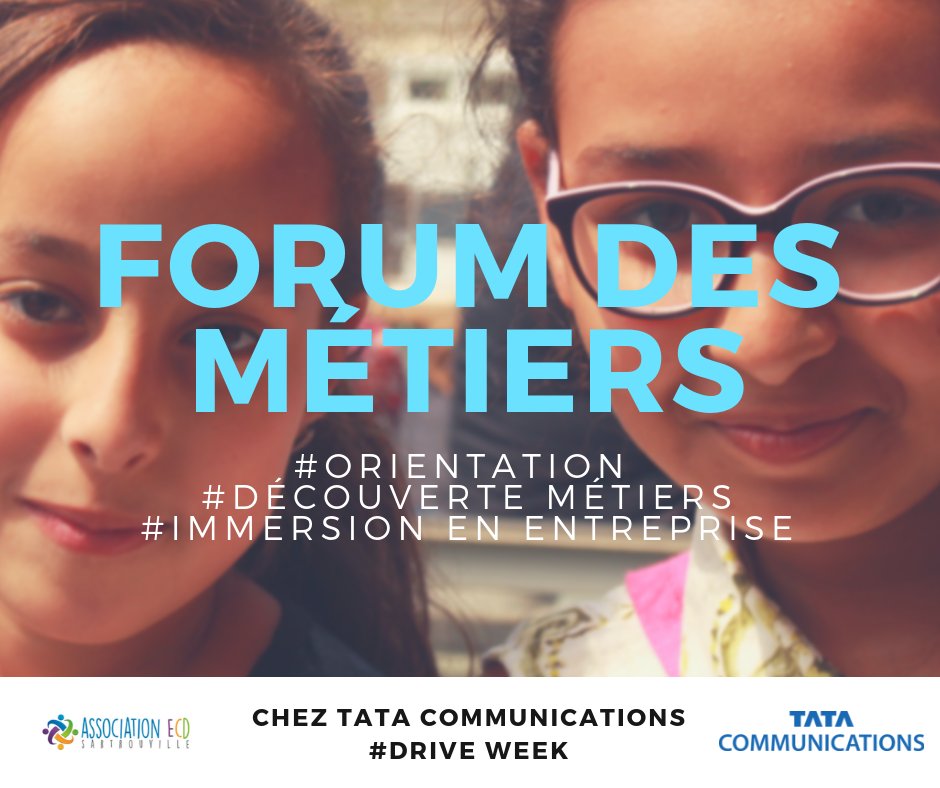 FORUM DES
MÉTIERS
#ORIENTATION
#DÉCOUVERTE MÉTIERS
#IMMERSION EN ENTREPRISE
ASSOCIATION ECD
SARTROUVILLE
CHEZ TATA COMMUNICATIONS
#DRIVE WEEK
TATA
COMMUNICATIONS